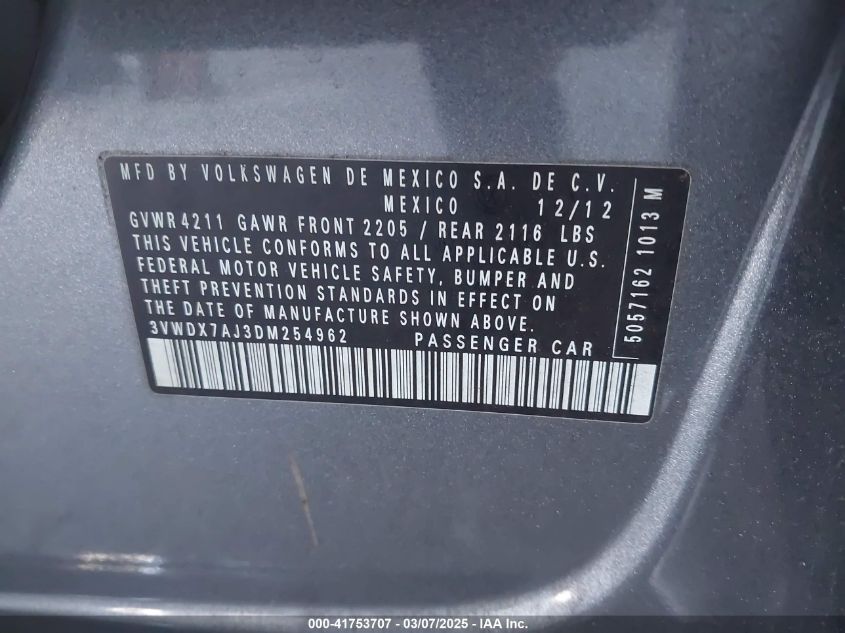 MFD BY VOLKSWAGEN DE MEXICO S.A. DE C.V.
MEXICO 12/12
GVWR 4211 GAWR FRONT 2205 / REAR 2116 LBS
THIS VEHICLE CONFORMS TO ALL APPLICABLE U.S.
FEDERAL MOTOR VEHICLE SAFETY, BUMPER AND
THEFT PREVENTION STANDARDS IN EFFECT ON
THE DATE OF MANUFACTURE SHOWN ABOVE.
3VWDX7AJ3DM254962 PASSENGER CAR
5057162 1013 M
000-41753707 - 03/07/2025 - IAA Inc.